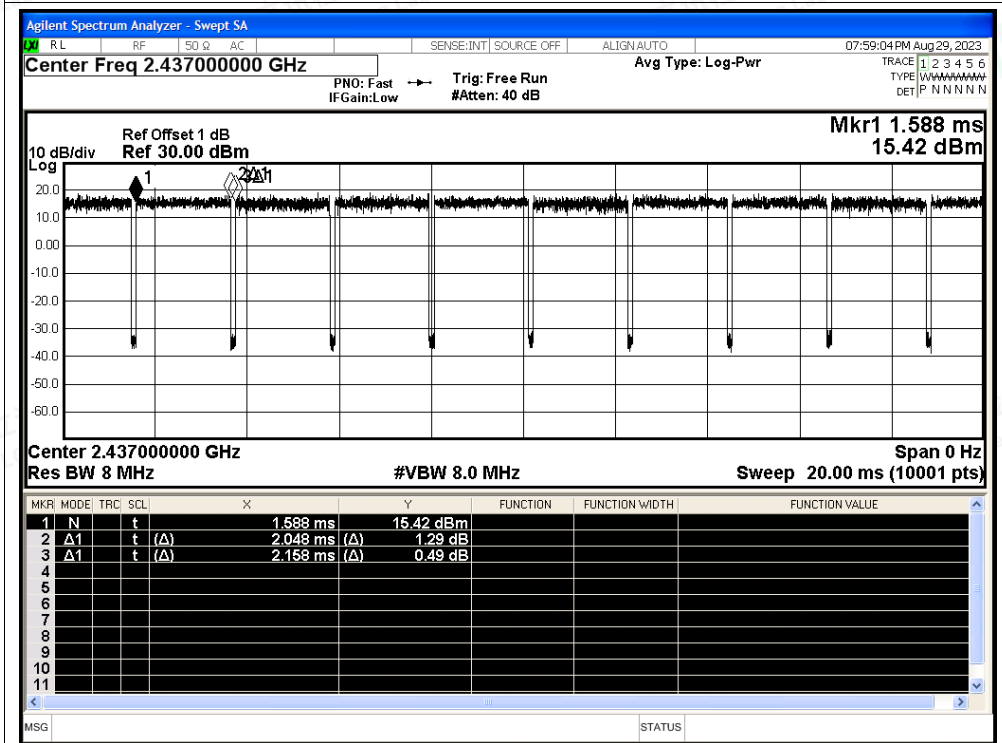 Agilent Spectrum Analyzer - Swept SA
LXI RL RF 50 Ω AC SENSE:INT SOURCE OFF ALIGN AUTO 07:59:04 PM Aug 29, 2023
Center Freq 2.437000000 GHz Avg Type: Log-Pwr TRACE 1 2 3 4 5 6
PNO: Fast Trig: Free Run TYPE W
IFGain:Low #Atten: 40 dB DET P N N N N N
Mkr1 1.588 ms
Ref Offset 1 dB
10 dB/div Ref 30.00 dBm 15.42 dBm
Log
1
20.0
10.0
0.00
-10.0
-20.0
-30.0
-40.0
-50.0
-60.0
Center 2.437000000 GHz Span 0 Hz
Res BW 8 MHz #VBW 8.0 MHz Sweep 20.00 ms (10001 pts)
MKR MODE TRC SCL X Y FUNCTION FUNCTION WIDTH FUNCTION VALUE
1 N t 1.588 ms 15.42 dBm
2 Δ1 t (Δ) 2.048 ms (Δ) 1.29 dB
3 Δ1 t (Δ) 2.158 ms (Δ) 0.49 dB
4
5
6
7
8
9
10
11
MSG STATUS